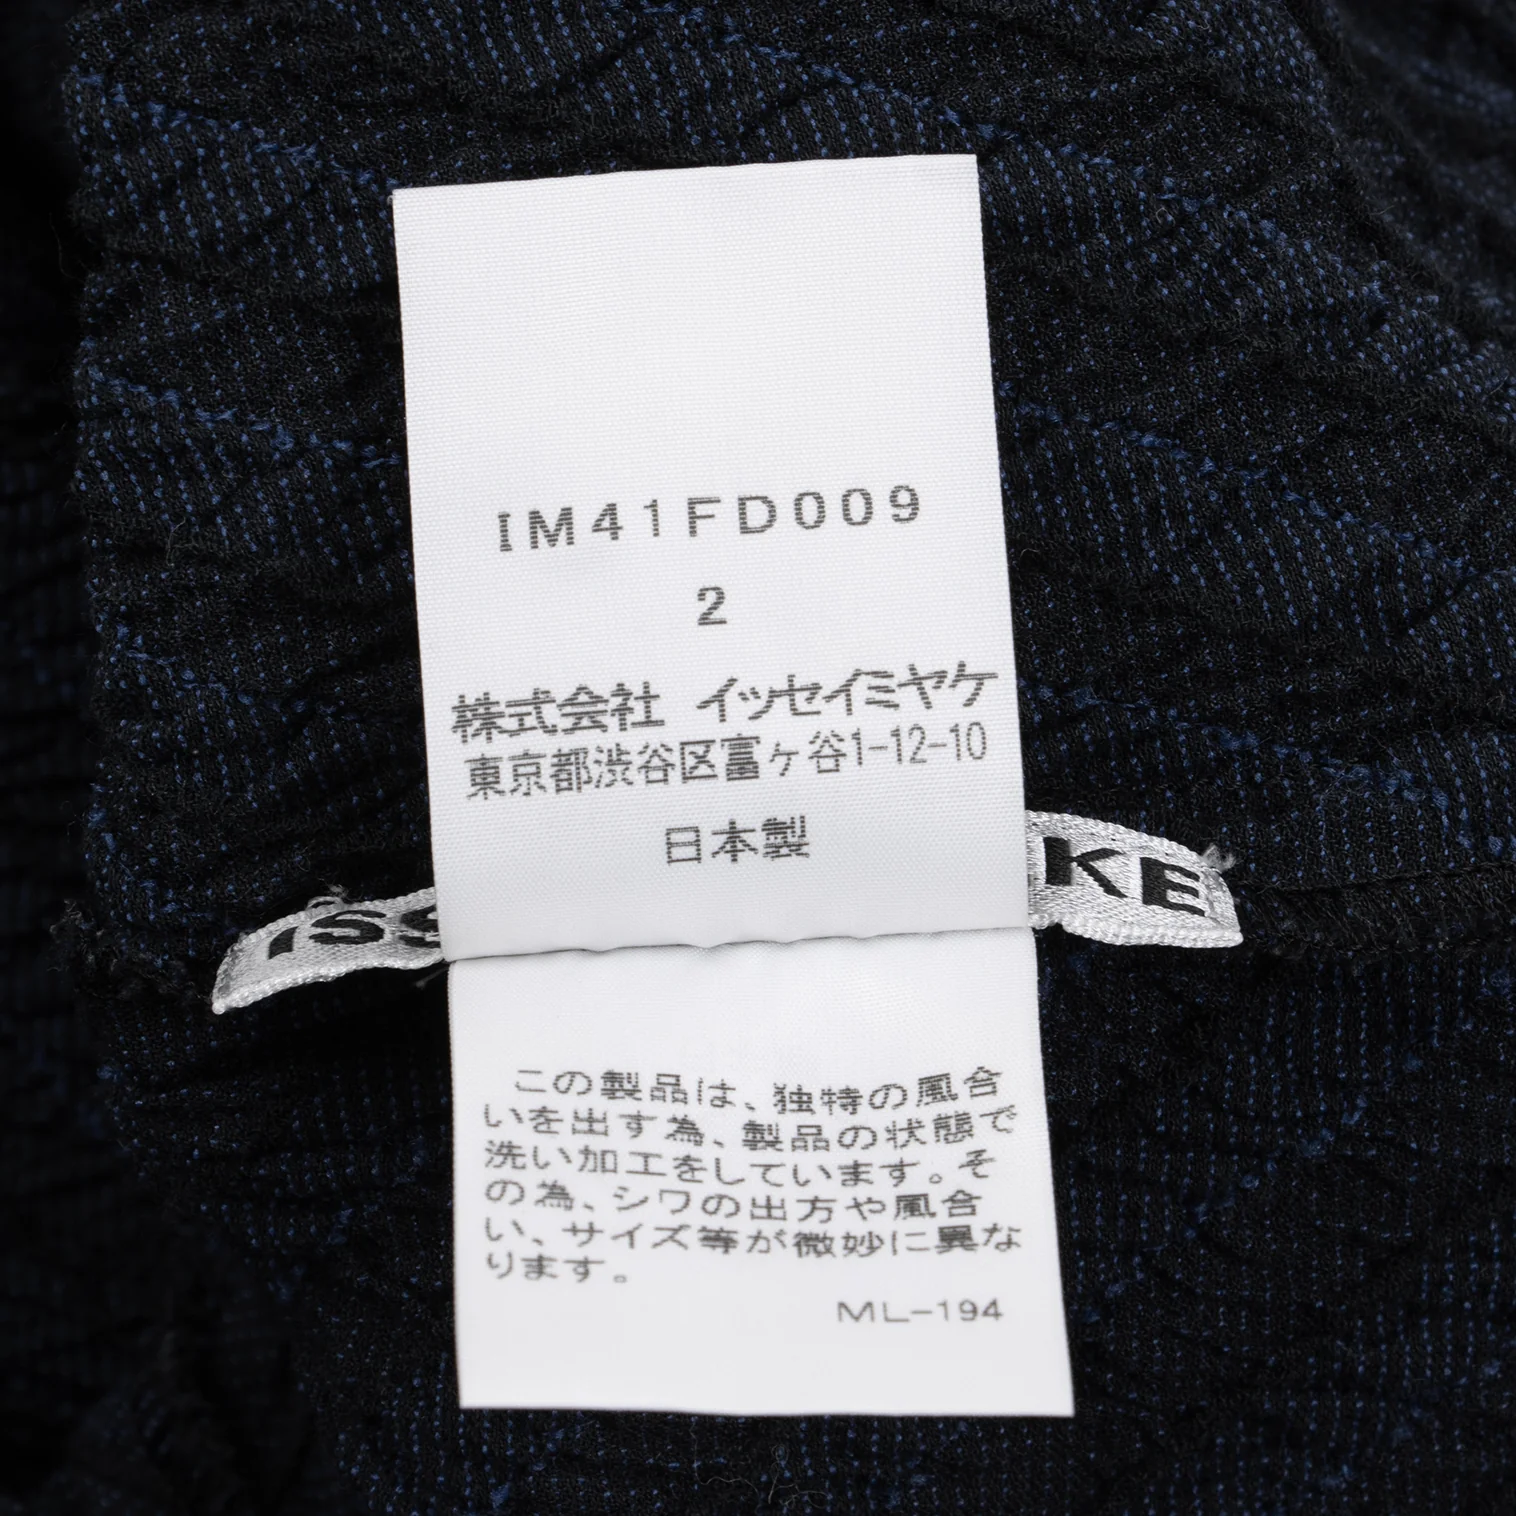 IM41FD009
2
株式会社 イッセイミヤケ
東京都渋谷区富ヶ谷1-12-10
日本製
ISS
KE
この製品は、独特の風合
いを出す為、製品の状態で
洗い加工をしています。そ
の為、シワの出方や風合
い、サイズ等が微妙に異な
ります。
ML-194